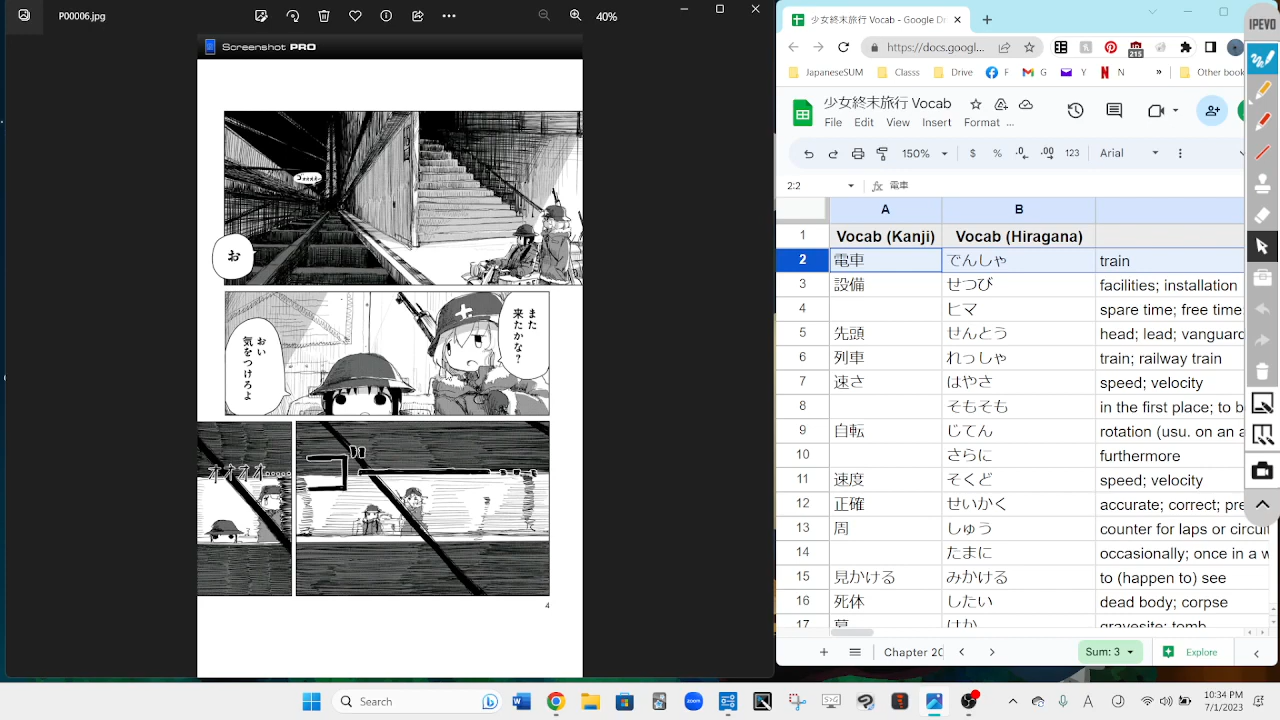 P00006.jpg
40%
Screenshot PRO
お
また
来たかな?
おい
気をつけろよ
ゴ
オオオオ……
4
少女終末旅行 Vocab - Google Dr
https://docs.googl...
JapaneseSUM
Classs
Drive
F
G
Y
N
»
Other book
少女終末旅行 Vocab
File Edit View Insert Format ...
150%
$ % .0 .00 123 Aria
2:2
fx 電車
A B
1 Vocab (Kanji) Vocab (Hiragana)
2 電車 でんしゃ train
3 設備 せつび facilities; installation
4 ヒマ spare time; free time
5 先頭 せんとう head; lead; vanguard
6 列車 れっしゃ train; railway train
7 速さ はやさ speed; velocity
8 そもそも in the first place; to b
9 自転 じてん rotation (usu. on an a
10 さらに furthermore
11 速度 そくど speed; velocity
12 正確 せいかく accurate; correct; pre
13 周 しゅう counter for laps or circuit
14 たまに occasionally; once in a w
15 見かける みかける to happen to see
16 死体 したい dead body; corpse
17 墓 はか gravesite; tomb
Chapter 20
Sum: 3
Explore
IPEVO
Search
zoom
A
10:34 PM
7/1/2023